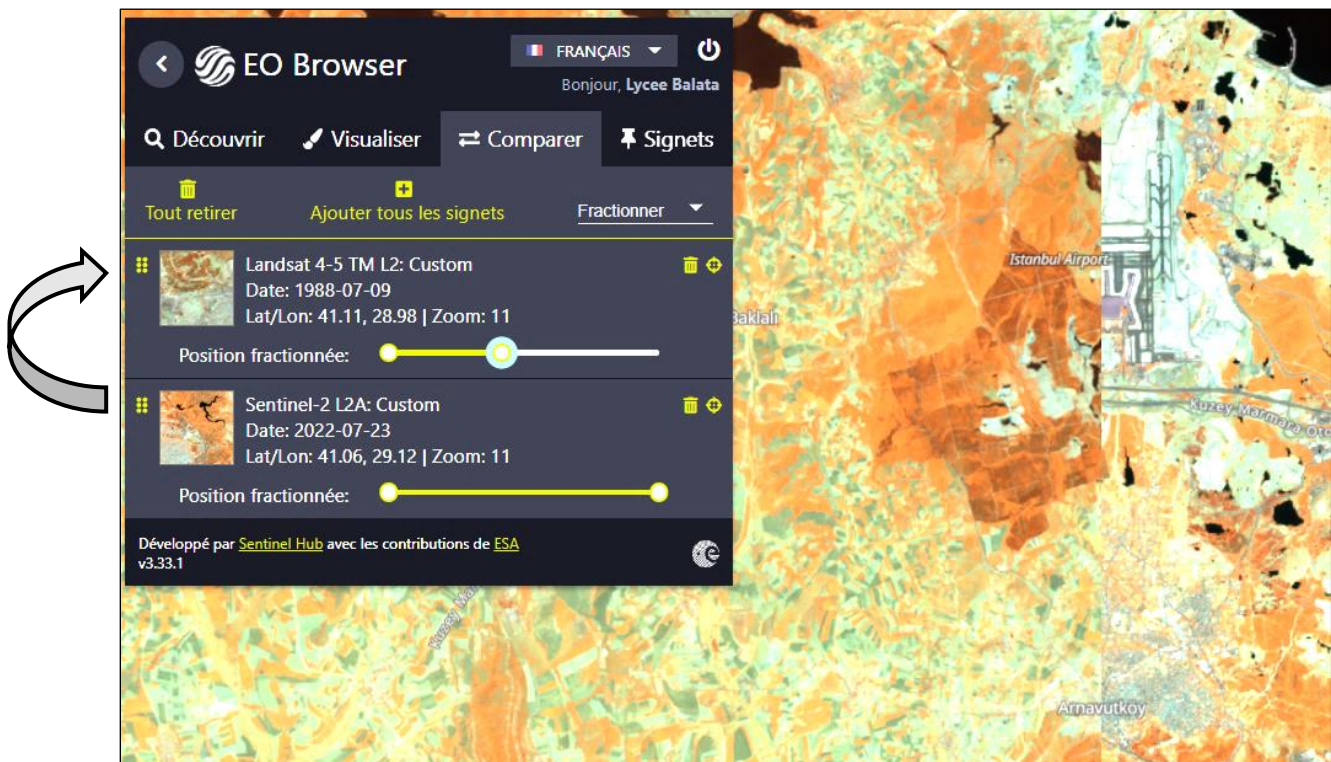 EO Browser
FRANÇAIS
Bonjour, Lycee Balata
Découvrir
Visualiser
Comparer
Signets
Tout retirer
Ajouter tous les signets
Fractionner
Landsat 4-5 TM L2: Custom
Date: 1988-07-09
Lat/Lon: 41.11, 28.98 | Zoom: 11
Position fractionnée:
Sentinel-2 L2A: Custom
Date: 2022-07-23
Lat/Lon: 41.06, 29.12 | Zoom: 11
Position fractionnée:
Développé par Sentinel Hub avec les contributions de ESA
v3.33.1
Istanbul Airport
Baklali
Kuzey Marmara Oto
Kuzey Ma
Arnavutkoy